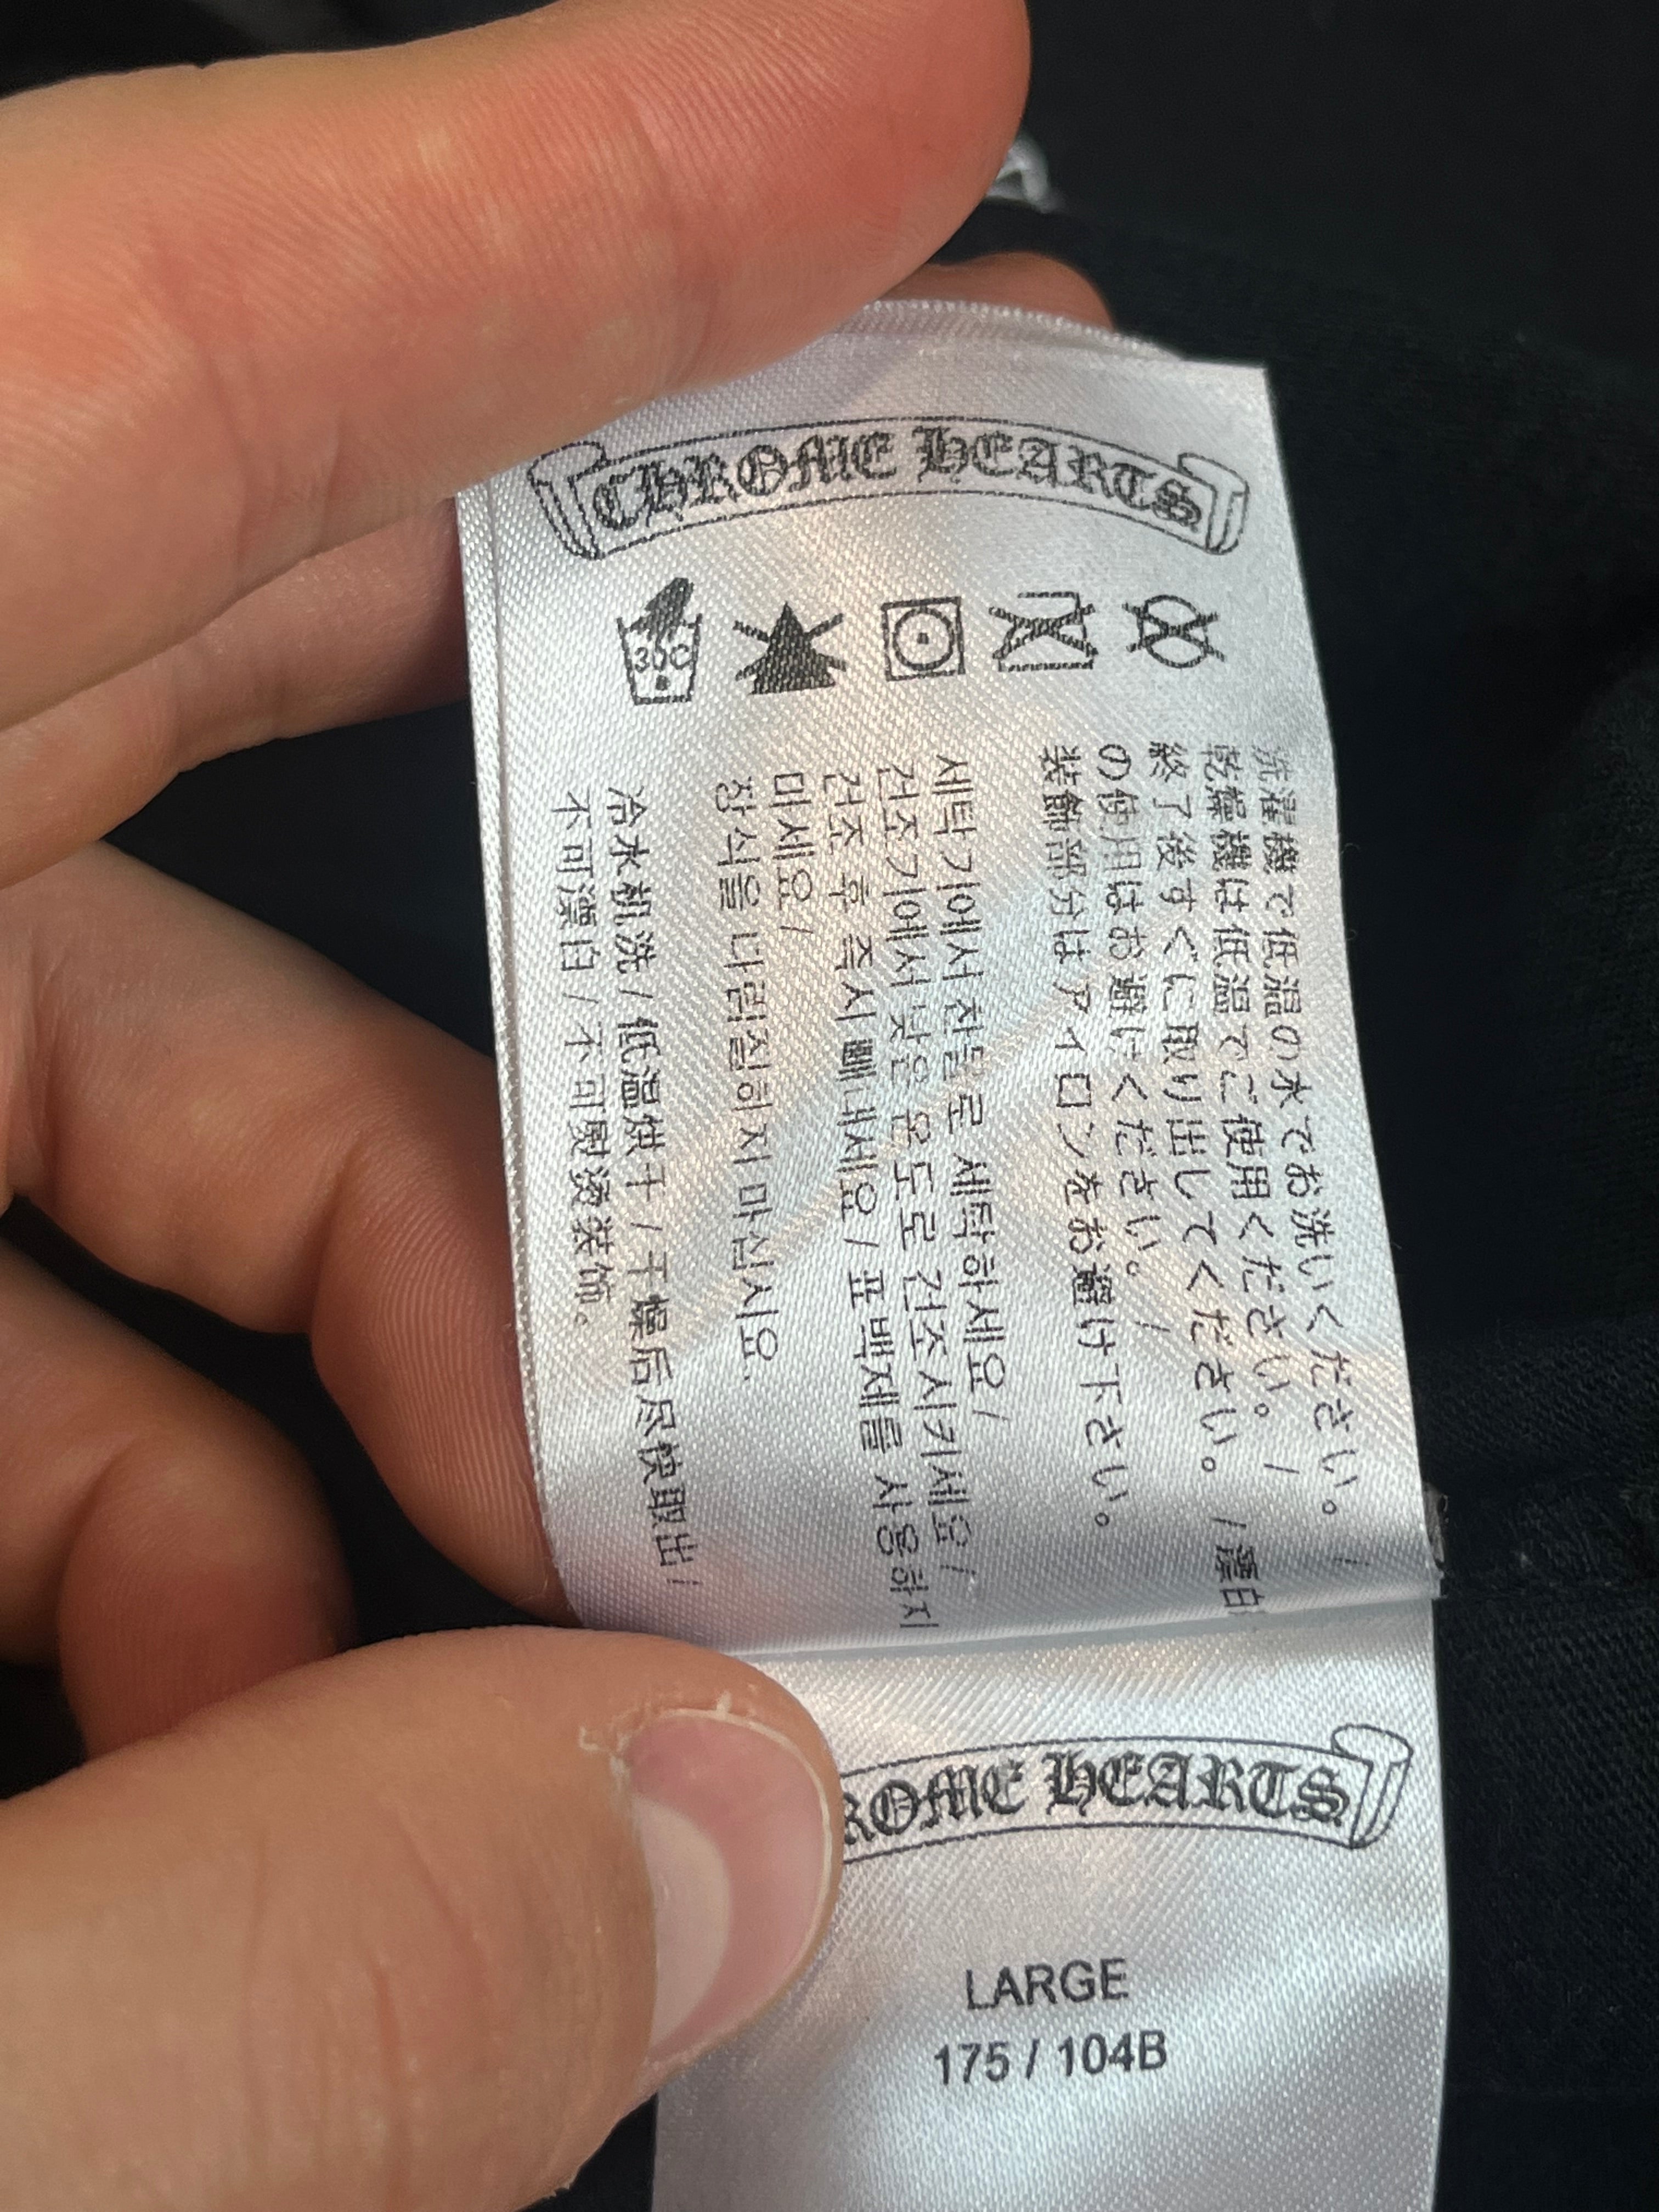 CHROME HEARTS
30C
洗濯機で低温の水でお洗いください。 /
乾燥機は低温でご使用ください。 /
終了後すぐに取り出してください。 / 漂白
の使用はお避けください。 /
装飾部分はアイロンをお避け下さい。
세탁기에서 찬물로 세탁하세요 /
건조기에서 낮은 온도로 건조시키세요 /
건조 후 즉시 빼내세요 / 표백제를 사용하지
미세요 /
장식을 다림질하지 마십시요.
冷水机洗 / 低温烘干 / 干燥后尽快取出 /
不可漂白 / 不可熨烫装饰。
ROME HEARTS
LARGE
175 / 104B